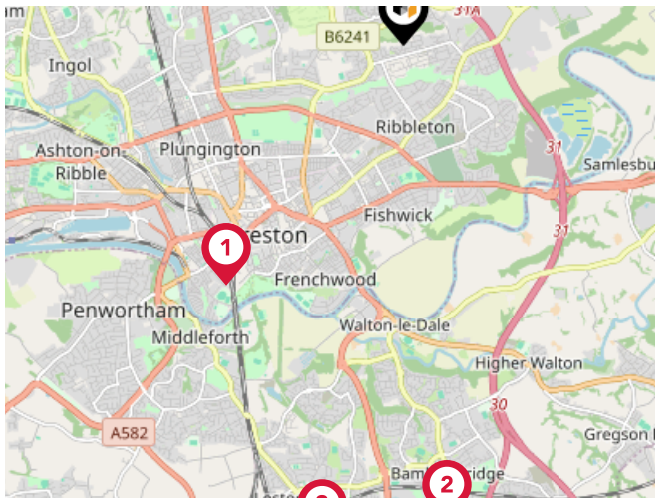 31A
B6241
Ingol
Ribbleton
Ashton-on-
Ribble
Plungington
31
Fishwick
31
1
Frenchwood
Penwortham
Walton-le-Dale
Middleforth
Higher Walton
30
A582
Gregson
2